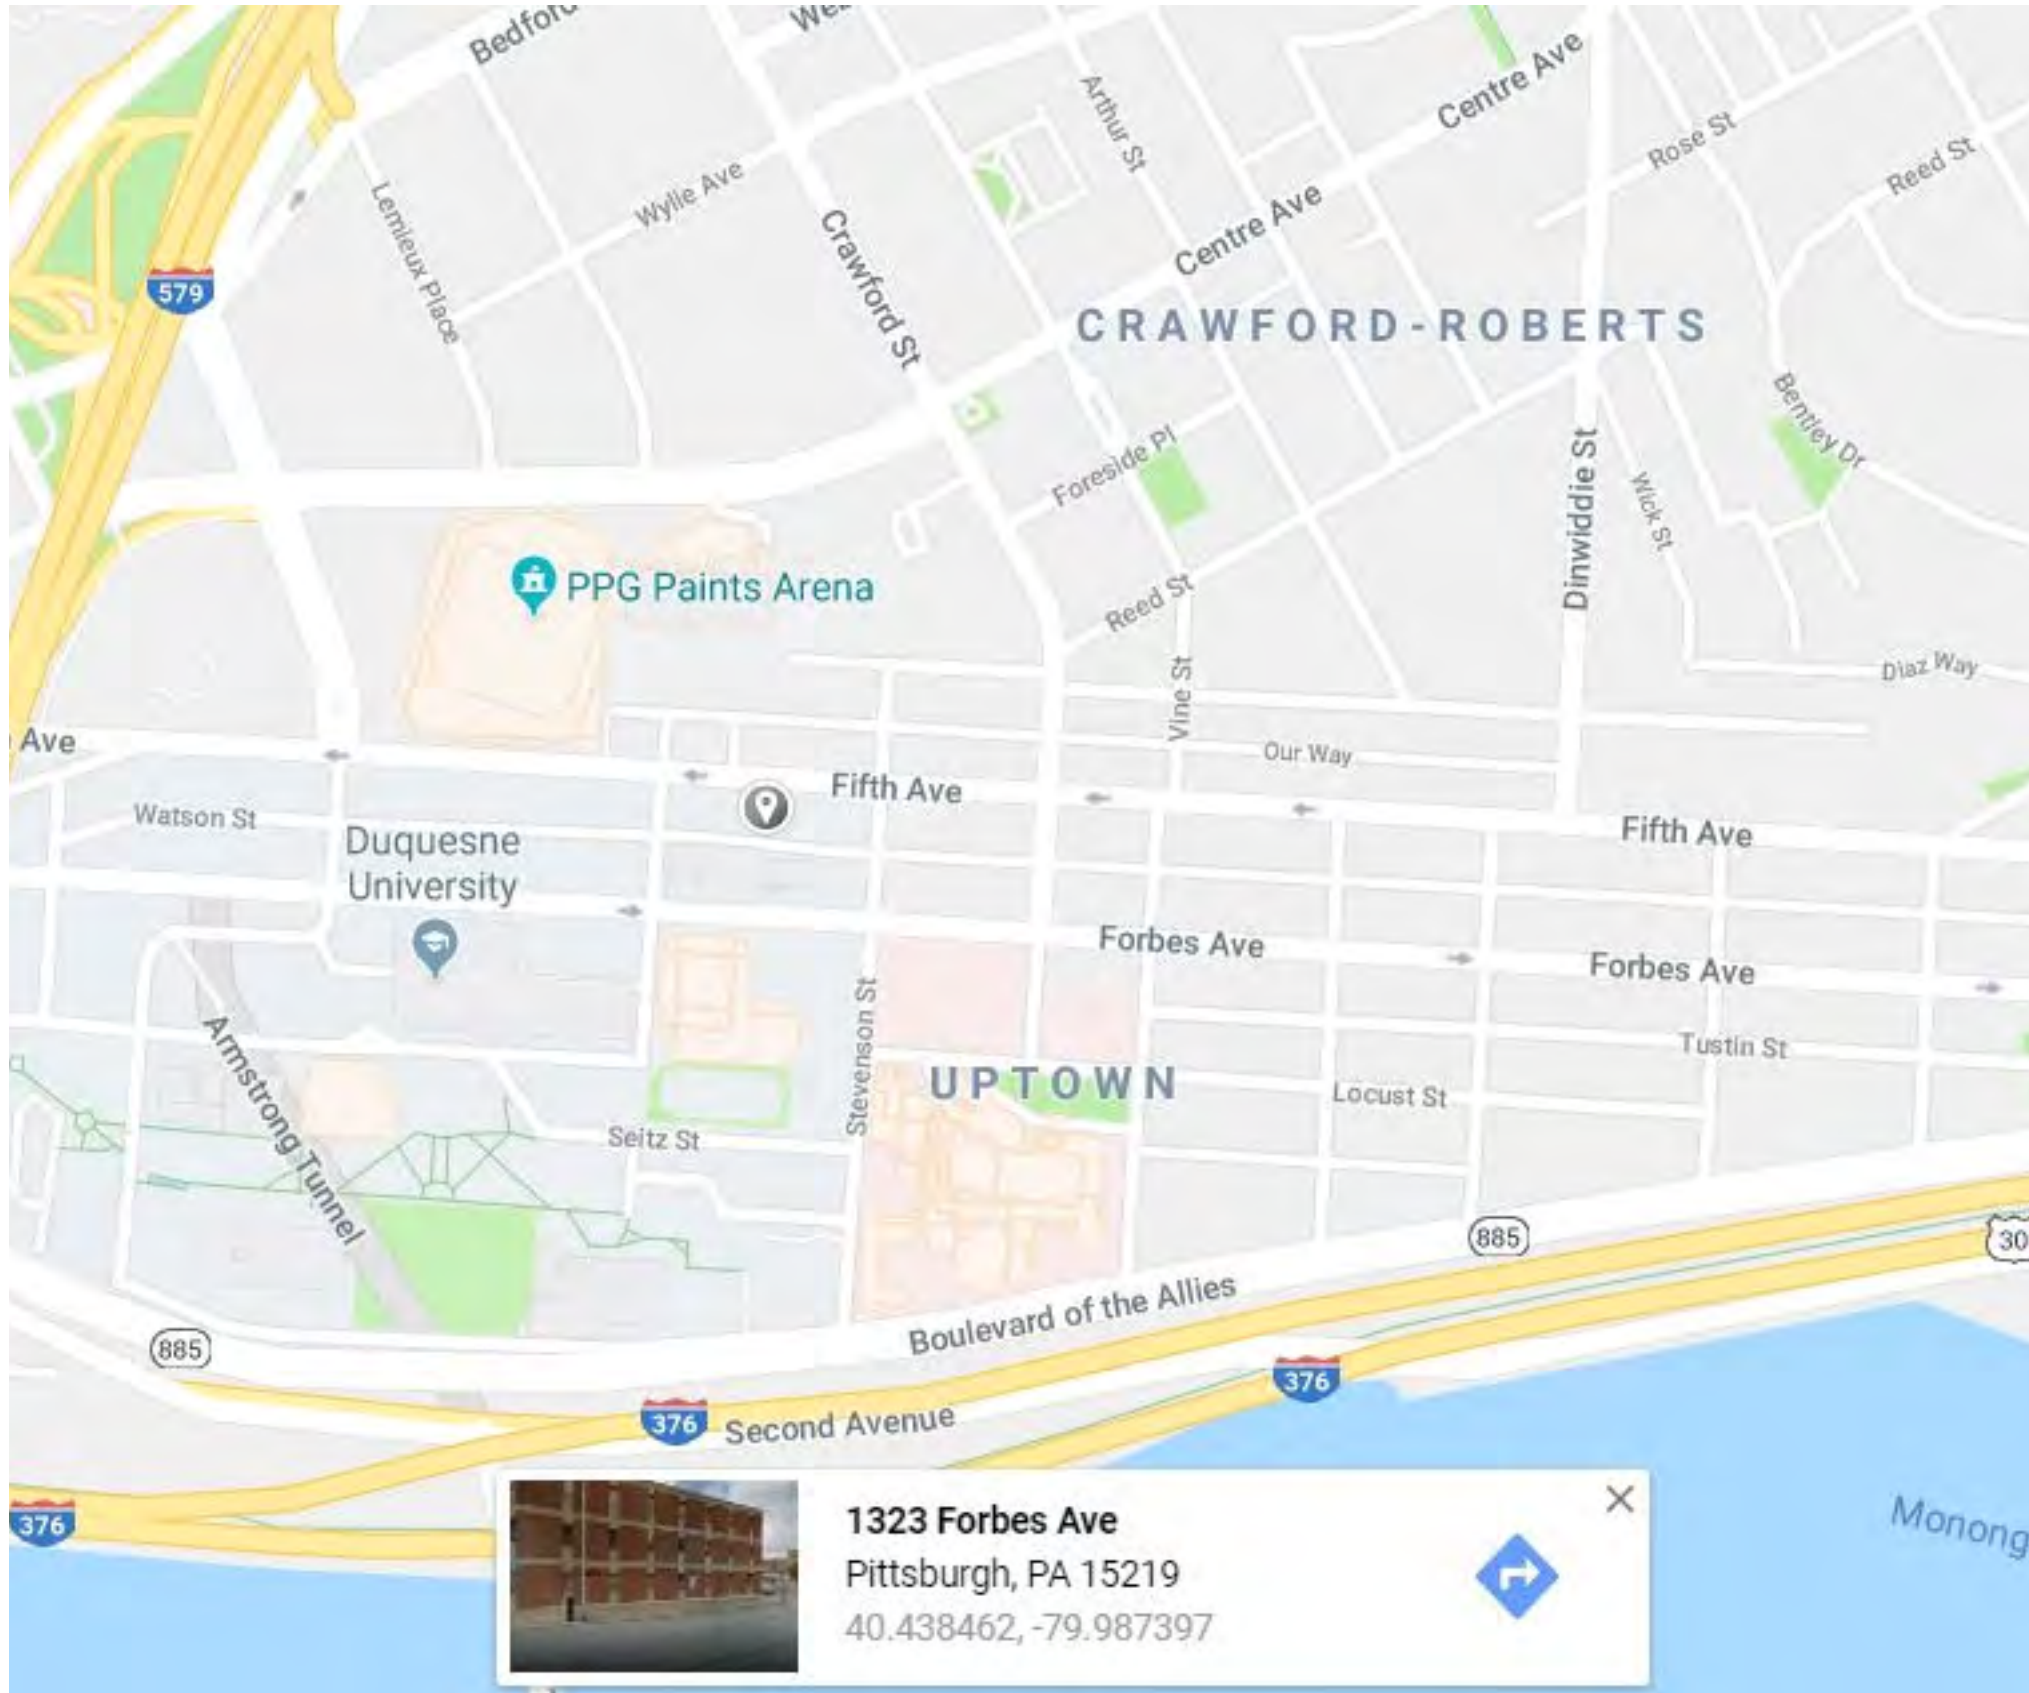 Bedford
Web
Arthur St
Centre Ave
Rose St
Reed St
Lemieux Place
Wylie Ave
Crawford St
Centre Ave
579
CRAWFORD-ROBERTS
Bentley Dr
Foreside Pl
Dinwiddie St
Wick St
PPG Paints Arena
Reed St
Vine St
Diaz Way
Ave
Our Way
Fifth Ave
Watson St
Duquesne
University
Fifth Ave
Forbes Ave
Forbes Ave
Stevenson St
Armstrong Tunnel
Tustin St
UPTOWN
Locust St
Seitz St
885
30
Boulevard of the Allies
885
376
376
Second Avenue
376
Monong
1323 Forbes Ave
Pittsburgh, PA 15219
40.438462, -79.987397